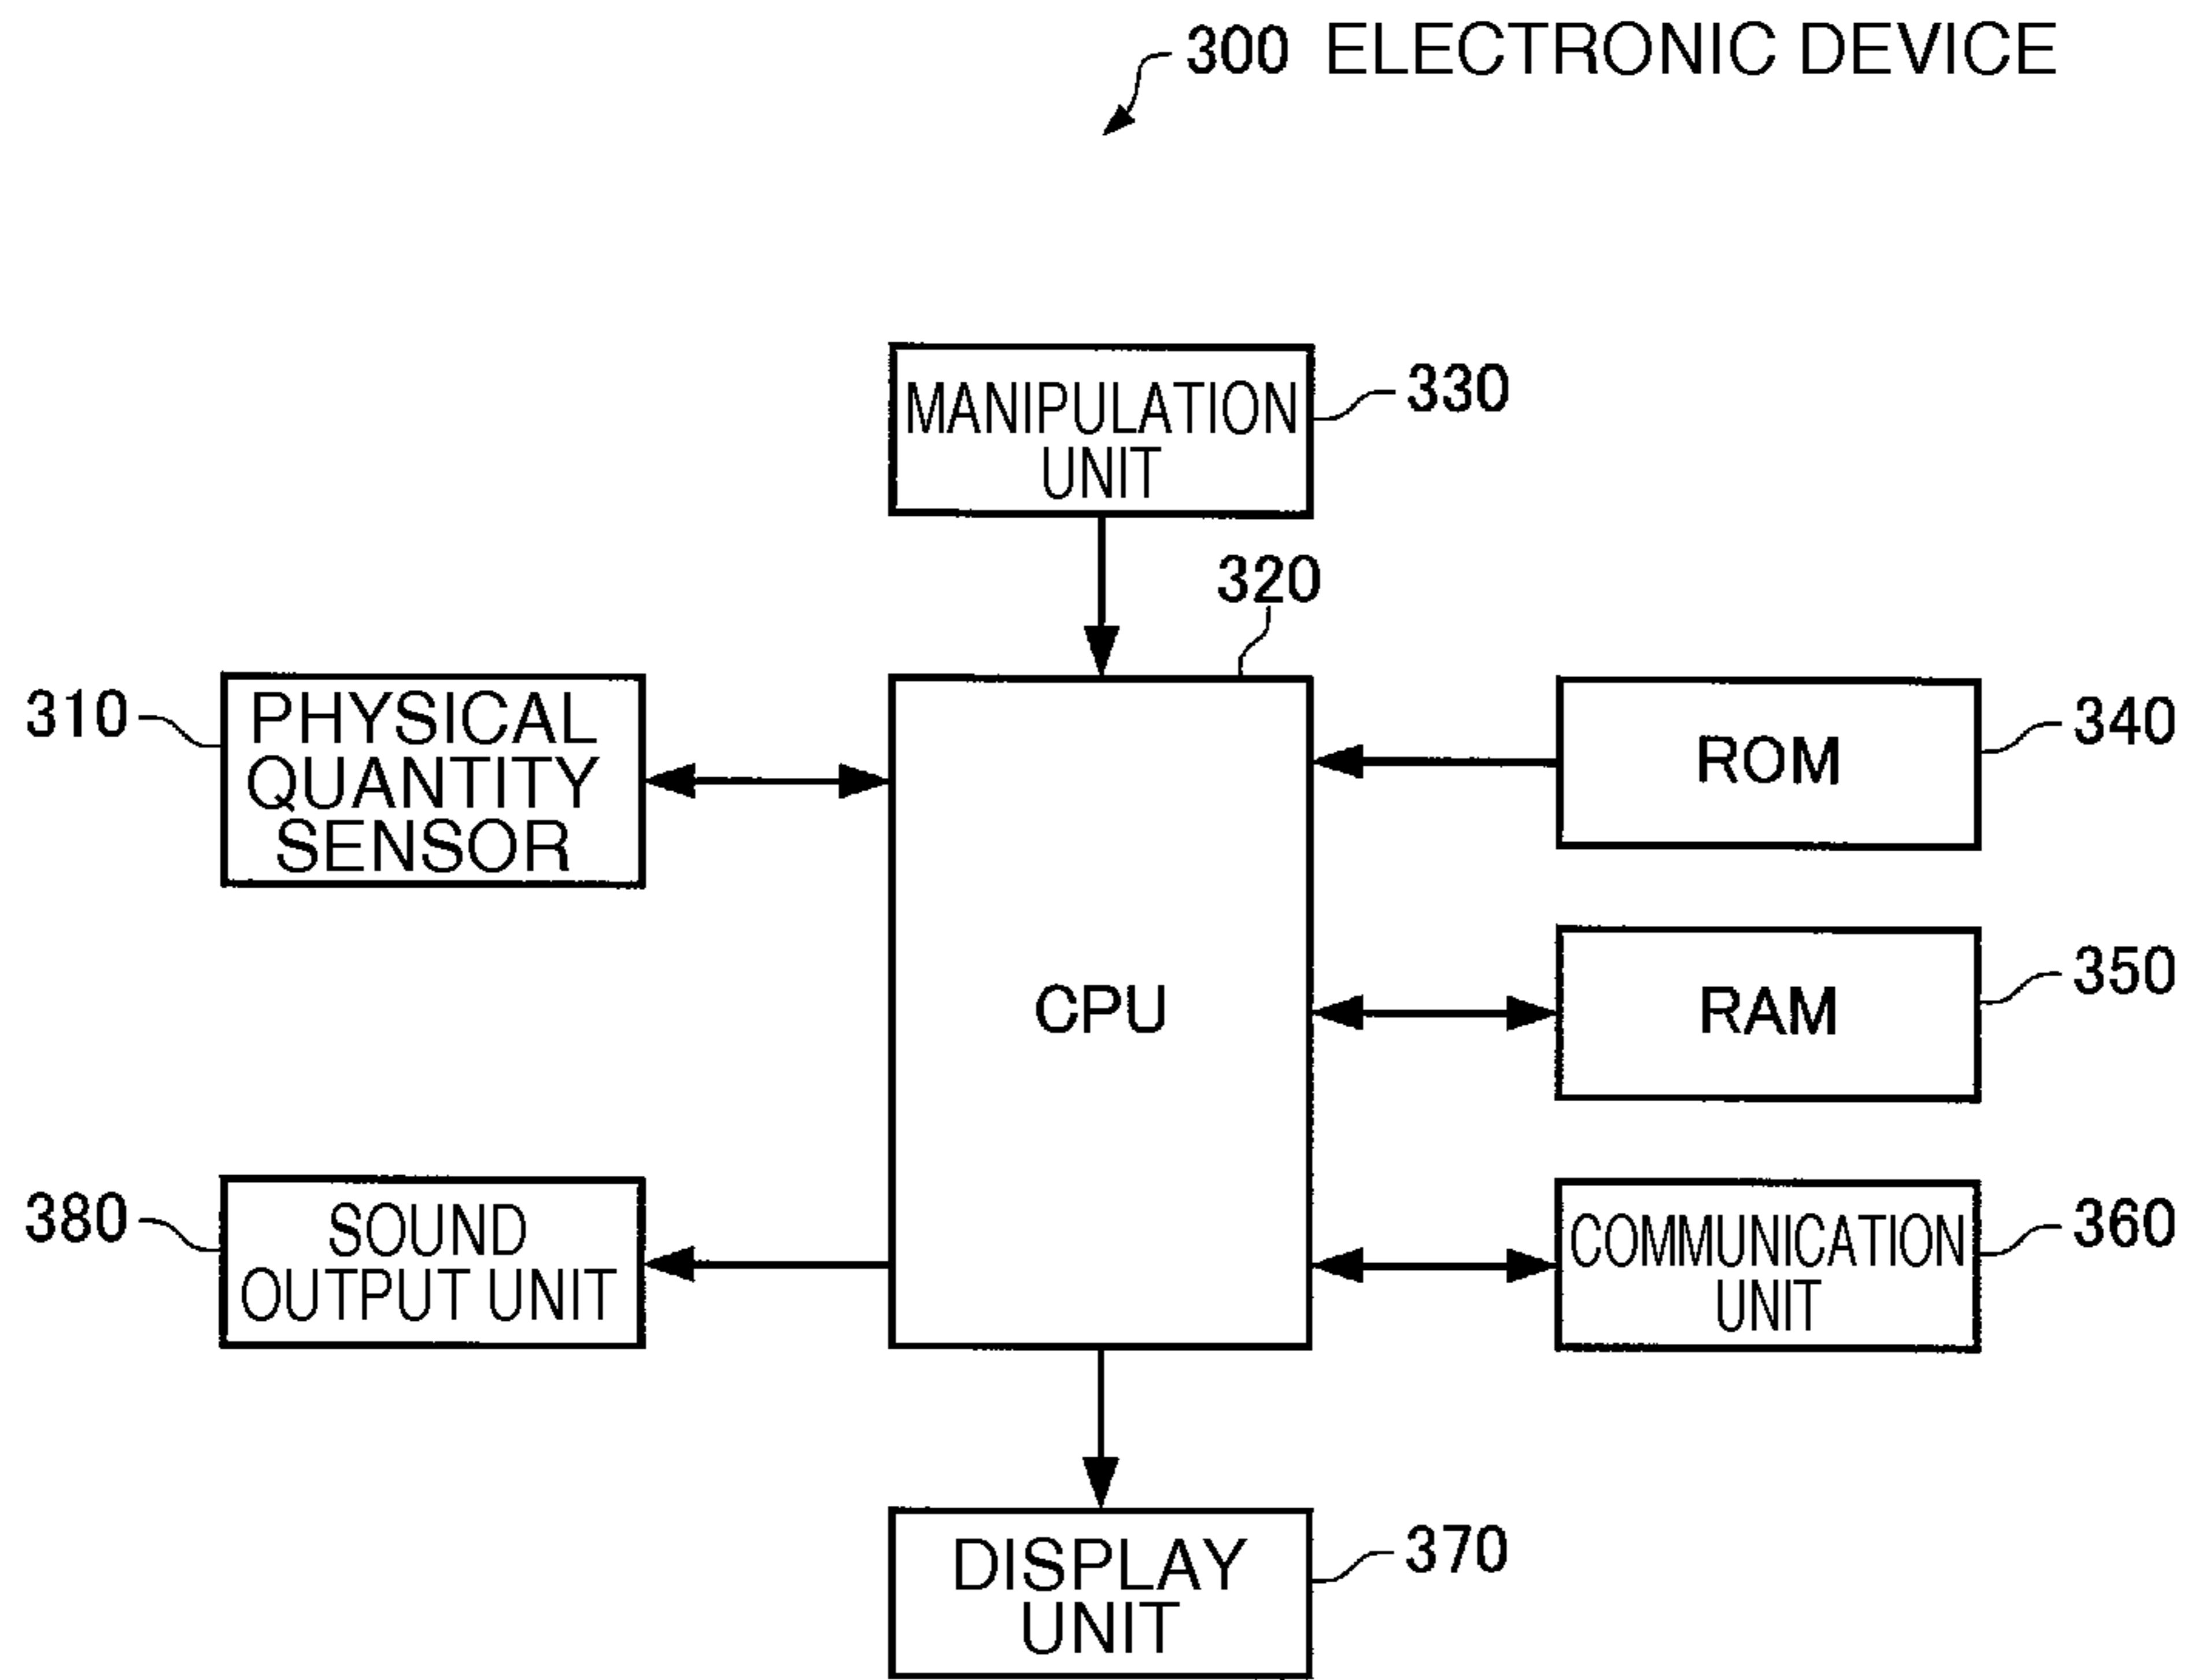 300 ELECTRONIC DEVICE
MANIPULATION
UNIT
330
320
310
PHYSICAL
QUANTITY
SENSOR
CPU
ROM
340
RAM
350
380
SOUND
OUTPUT UNIT
COMMUNICATION
UNIT
360
DISPLAY
UNIT
370